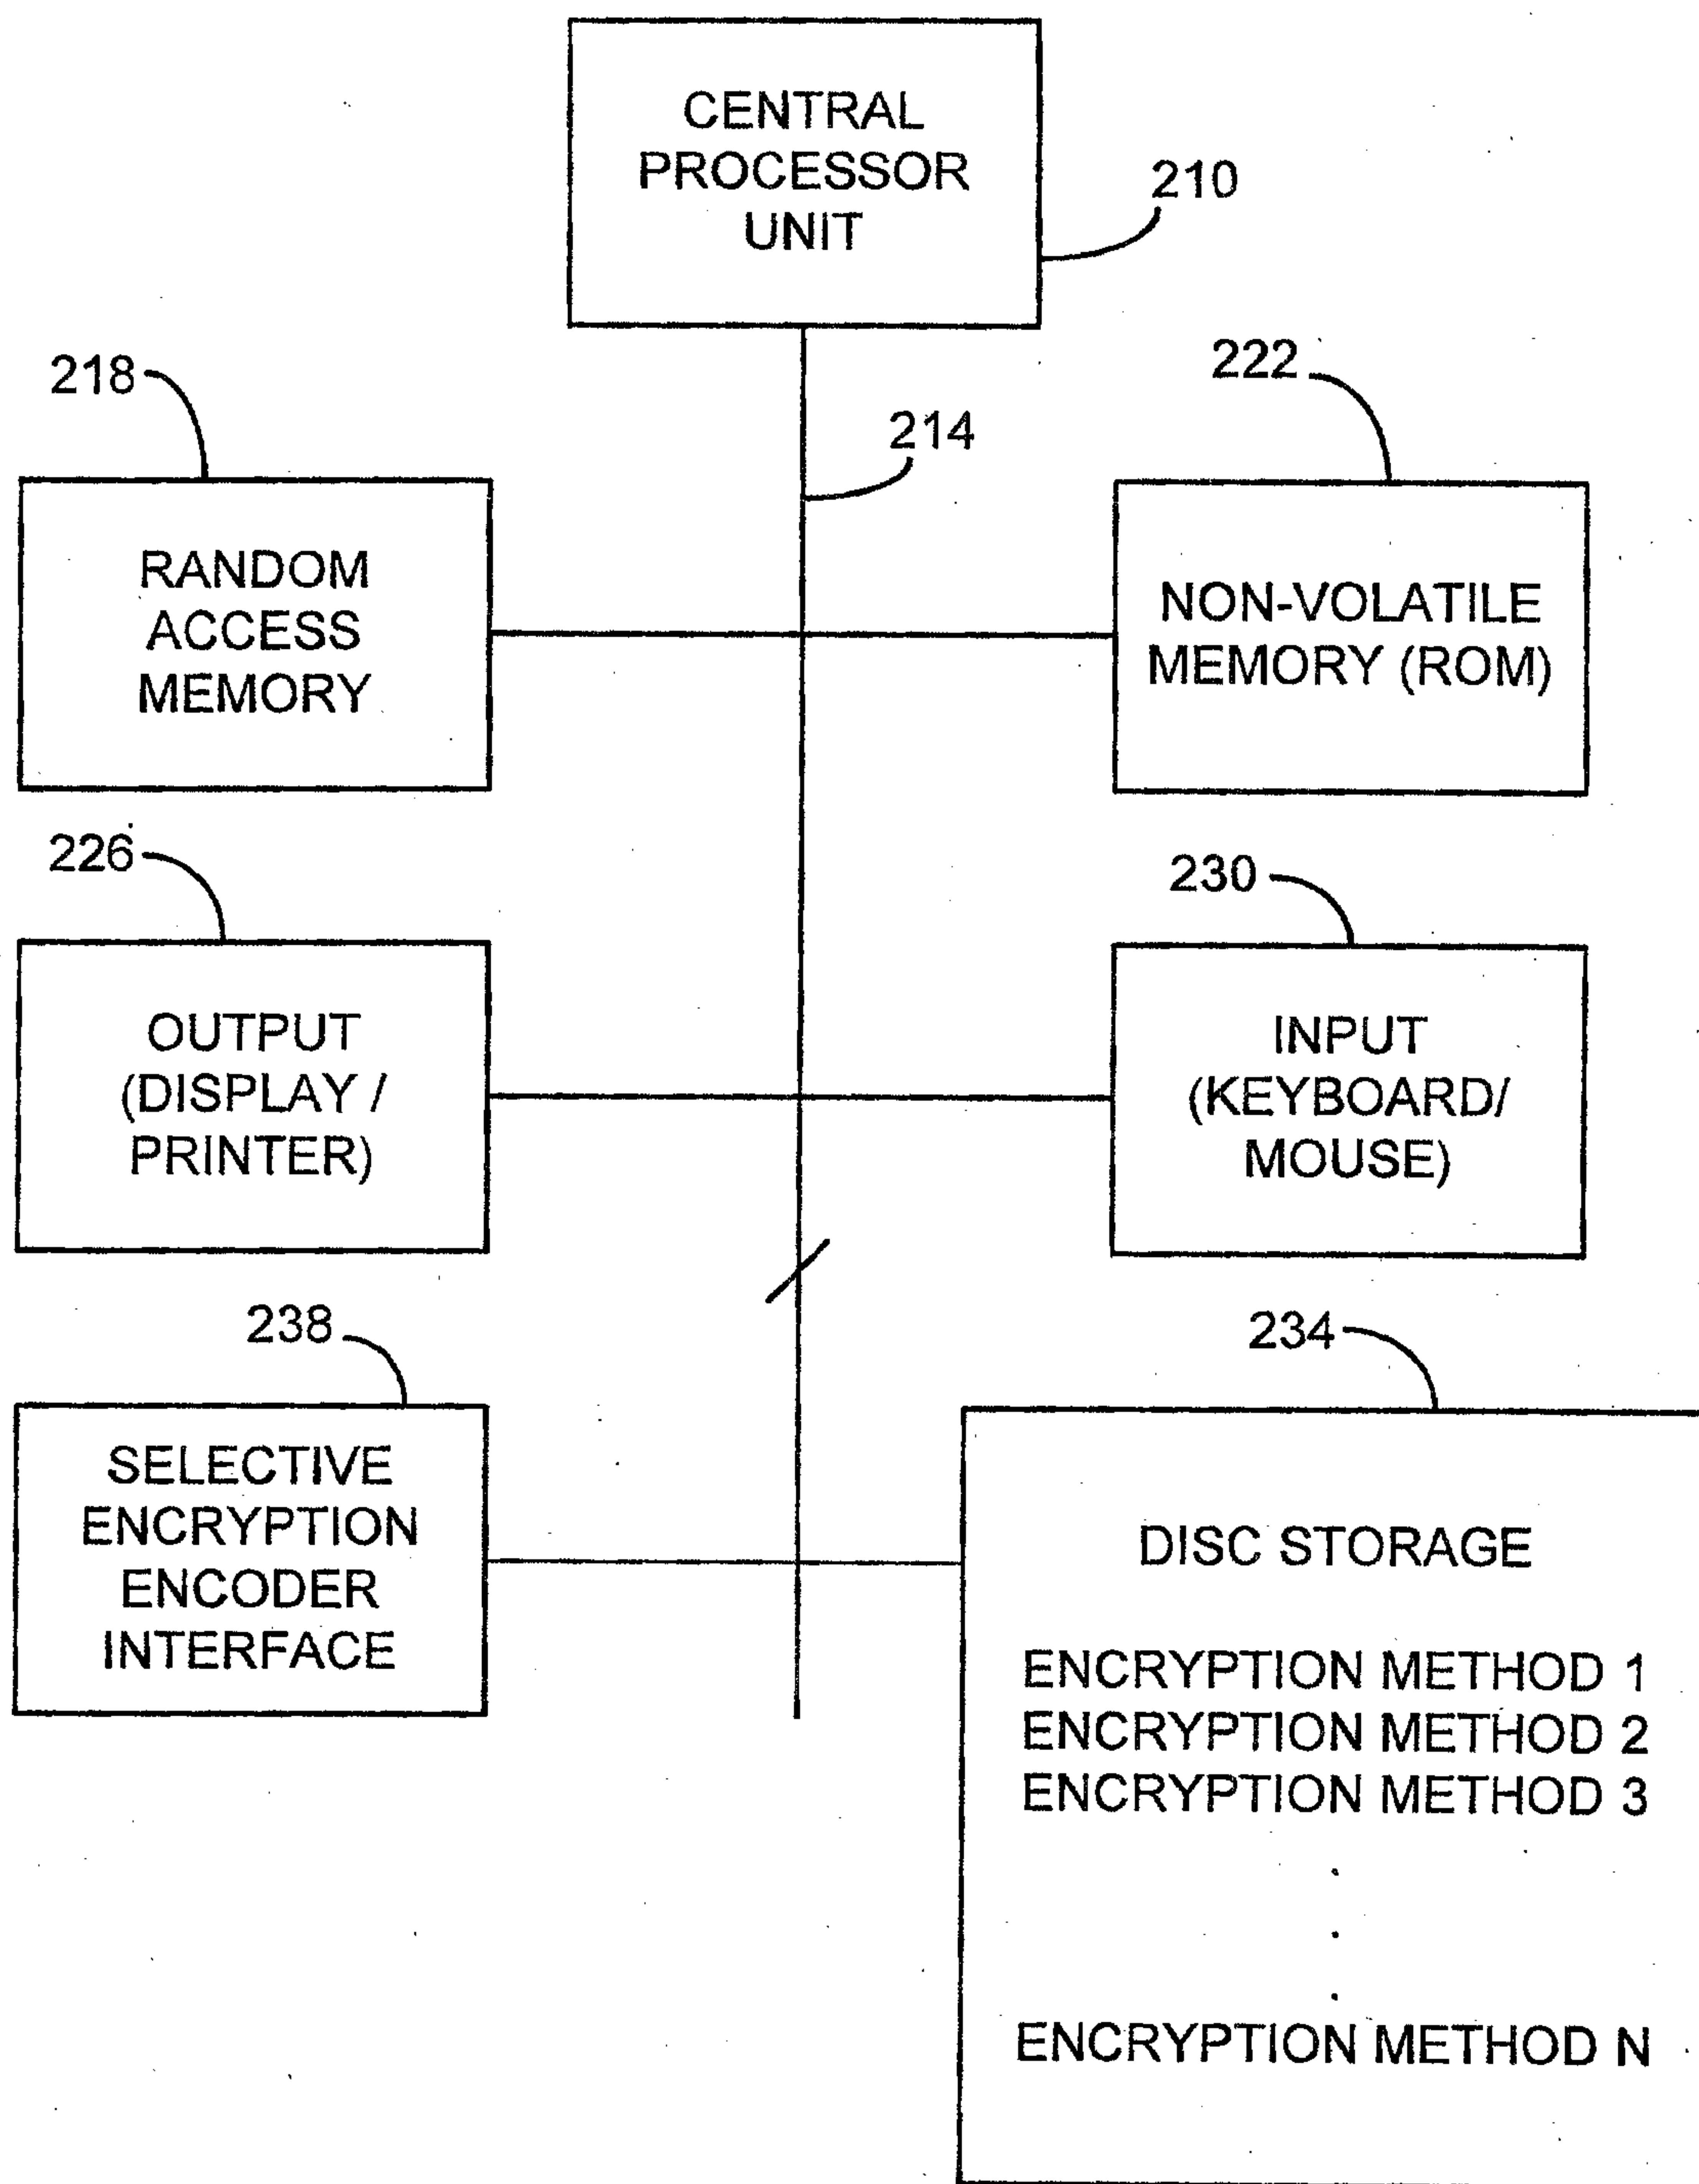 CENTRAL
PROCESSOR
UNIT
210
218
222
214
RANDOM
ACCESS
MEMORY
NON-VOLATILE
MEMORY (ROM)
226
230
OUTPUT
(DISPLAY /
PRINTER)
INPUT
(KEYBOARD/
MOUSE)
238
234
SELECTIVE
ENCRYPTION
ENCODER
INTERFACE
DISC STORAGE
ENCRYPTION METHOD 1
ENCRYPTION METHOD 2
ENCRYPTION METHOD 3
.
.
.
ENCRYPTION METHOD N